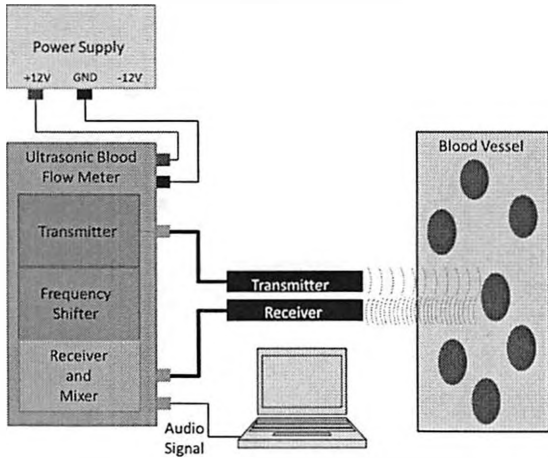 Power Supply
+12V GND -12V
Ultrasonic Blood
Flow Meter
Transmitter
Frequency
Shifter
Receiver
and
Mixer
Audio
Signal
Transmitter
Receiver
Blood Vessel